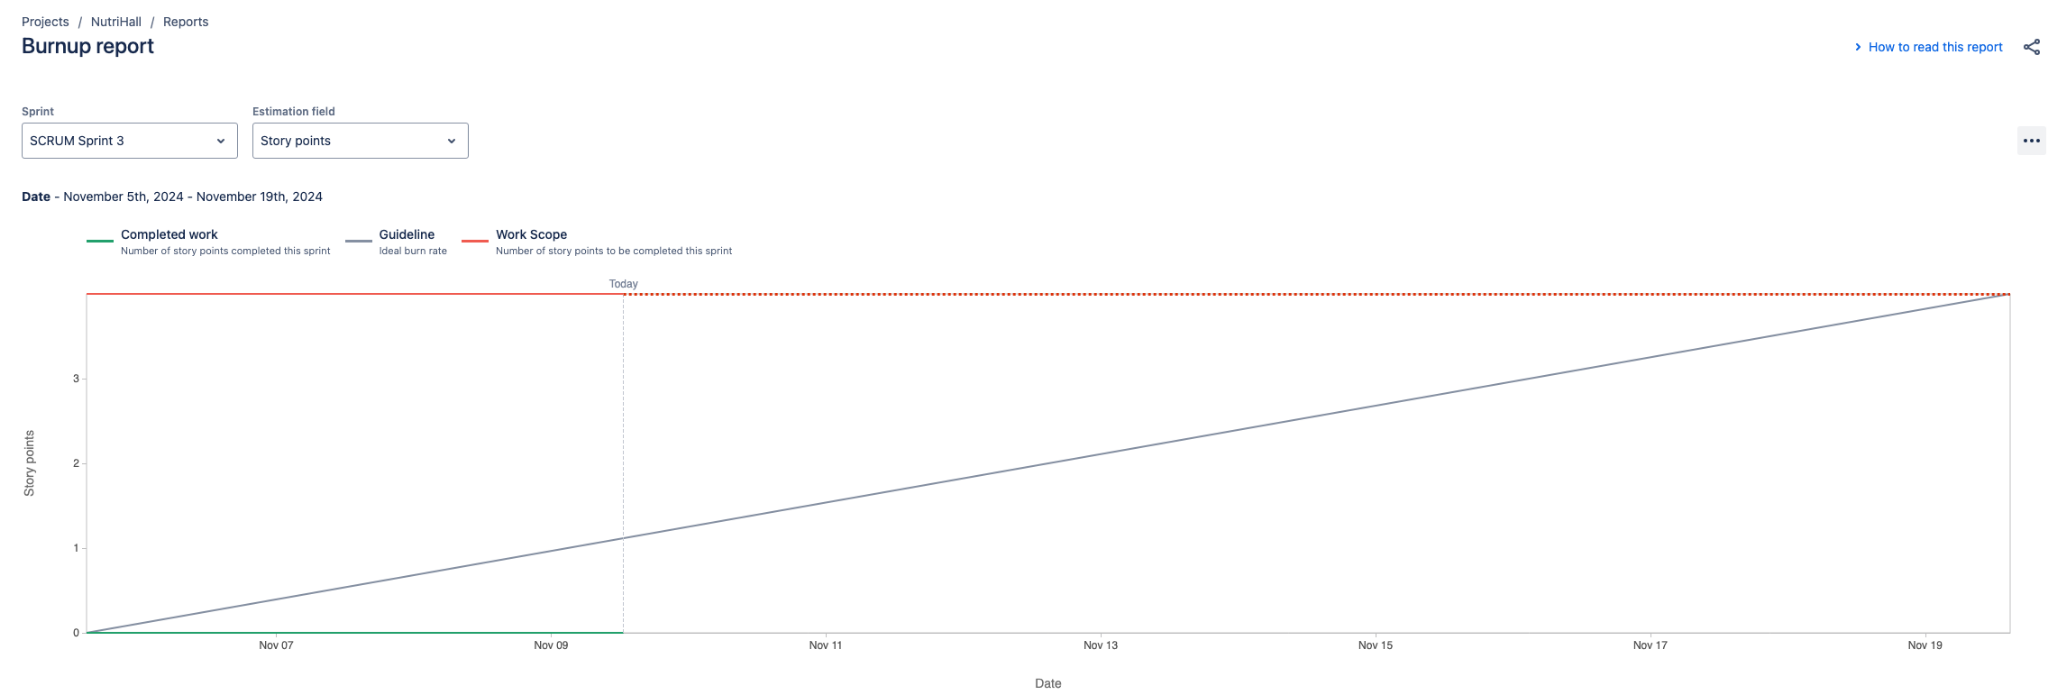 Projects / NutriHall / Reports
Burnup report
How to read this report
Sprint
Estimation field
SCRUM Sprint 3
Story points
Date - November 5th, 2024 - November 19th, 2024
Completed work
Number of story points completed this sprint
Guideline
Ideal burn rate
Work Scope
Number of story points to be completed this sprint
Today
3
2
1
0
Story points
Nov 07
Nov 09
Nov 11
Nov 13
Nov 15
Nov 17
Nov 19
Date